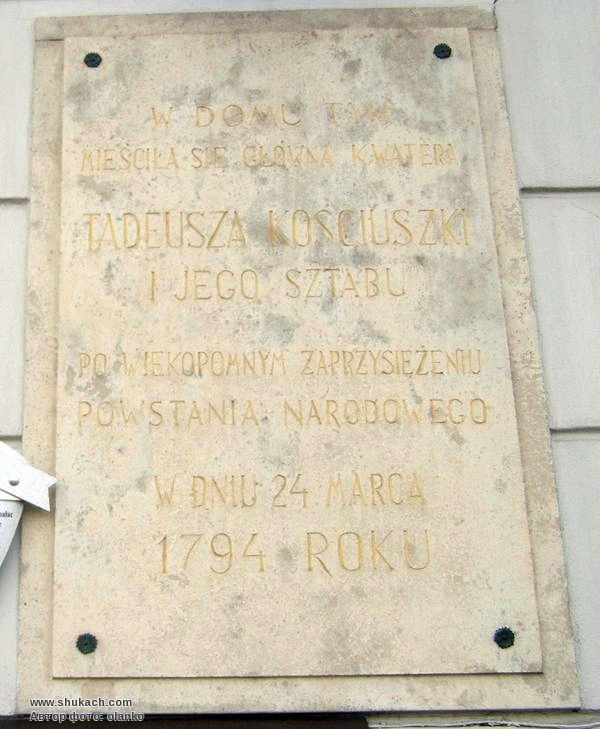 W DOMU TYM
MIEŚCIŁA SIĘ GŁÓWNA KWATERA
TADEUSZA KOŚCIUSZKI
I JEGO SZTABU
PO WIEKOPOMNYM ZAPRZYSIĘŻENIU
POWSTANIA NARODOWEGO
W DNIU 24 MARCA
1794 ROKU
www.shukach.com
Автор фото: olanko